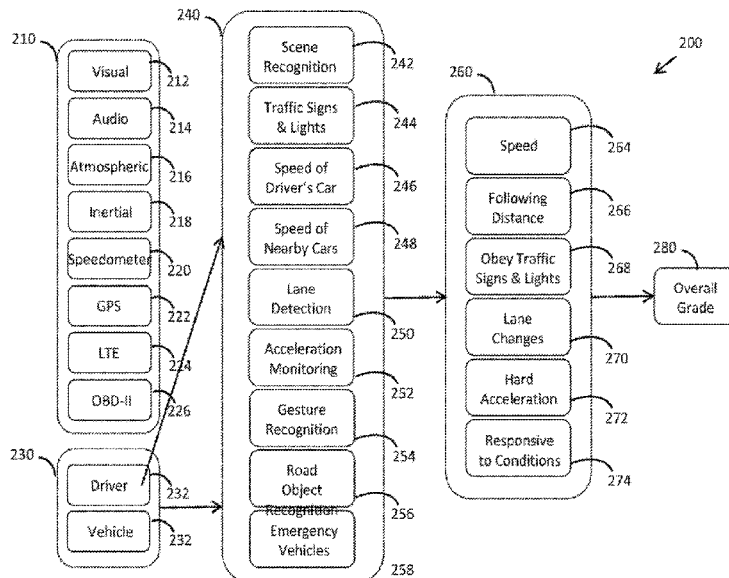 200
210
Visual
212
Audio
214
Atmospheric
216
Inertial
218
Speedometer
220
GPS
222
LTE
224
OBD-II
226
230
Driver
232
Vehicle
232
240
Scene
Recognition
242
Traffic Signs
& Lights
244
Speed of
Driver's Car
246
Speed of
Nearby Cars
248
Lane
Detection
250
Acceleration
Monitoring
252
Gesture
Recognition
254
Road
Object
Recognition
256
Emergency
Vehicles
258
260
Speed
264
Following
Distance
266
Obey Traffic
Signs & Lights
268
Lane
Changes
270
Hard
Acceleration
272
Responsive
to Conditions
274
280
Overall
Grade